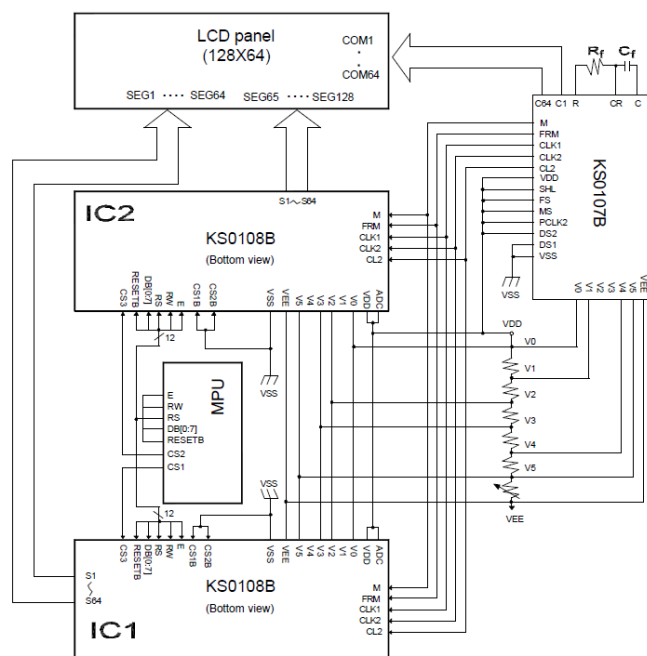 LCD panel
(128X64)
COM1
COM64
SEG1 ···· SEG64
SEG65 ····· SEG128
Rf
Cf
C64 C1 R CR C
M
FRM
CLK1
CLK2
CL2
VDD
SHL
FS
MS
PCLK2
DS2
DS1
VSS
KS0107B
V0 V1 V2 V3 V4 V5 VEE
VSS
IC2
S1~S64
KS0108B
(Bottom view)
M
FRM
CLK1
CLK2
CL2
CS3 RESETB DB[0:7] RS RW E CS1B CS2B VSS VEE V5 V4 V3 V2 V1 V0 VDD ADC
12
VSS
VDD
V0
V1
V2
V3
V4
V5
VEE
MPU
E
RW
RS
DB[0:7]
RESETB
CS2
CS1
VSS
12
CS3 RESETB DB[0:7] RS RW E CS1B CS2B VSS VEE V5 V4 V3 V2 V1 V0 VDD ADC
S1
S64
KS0108B
(Bottom view)
IC1
M
FRM
CLK1
CLK2
CL2